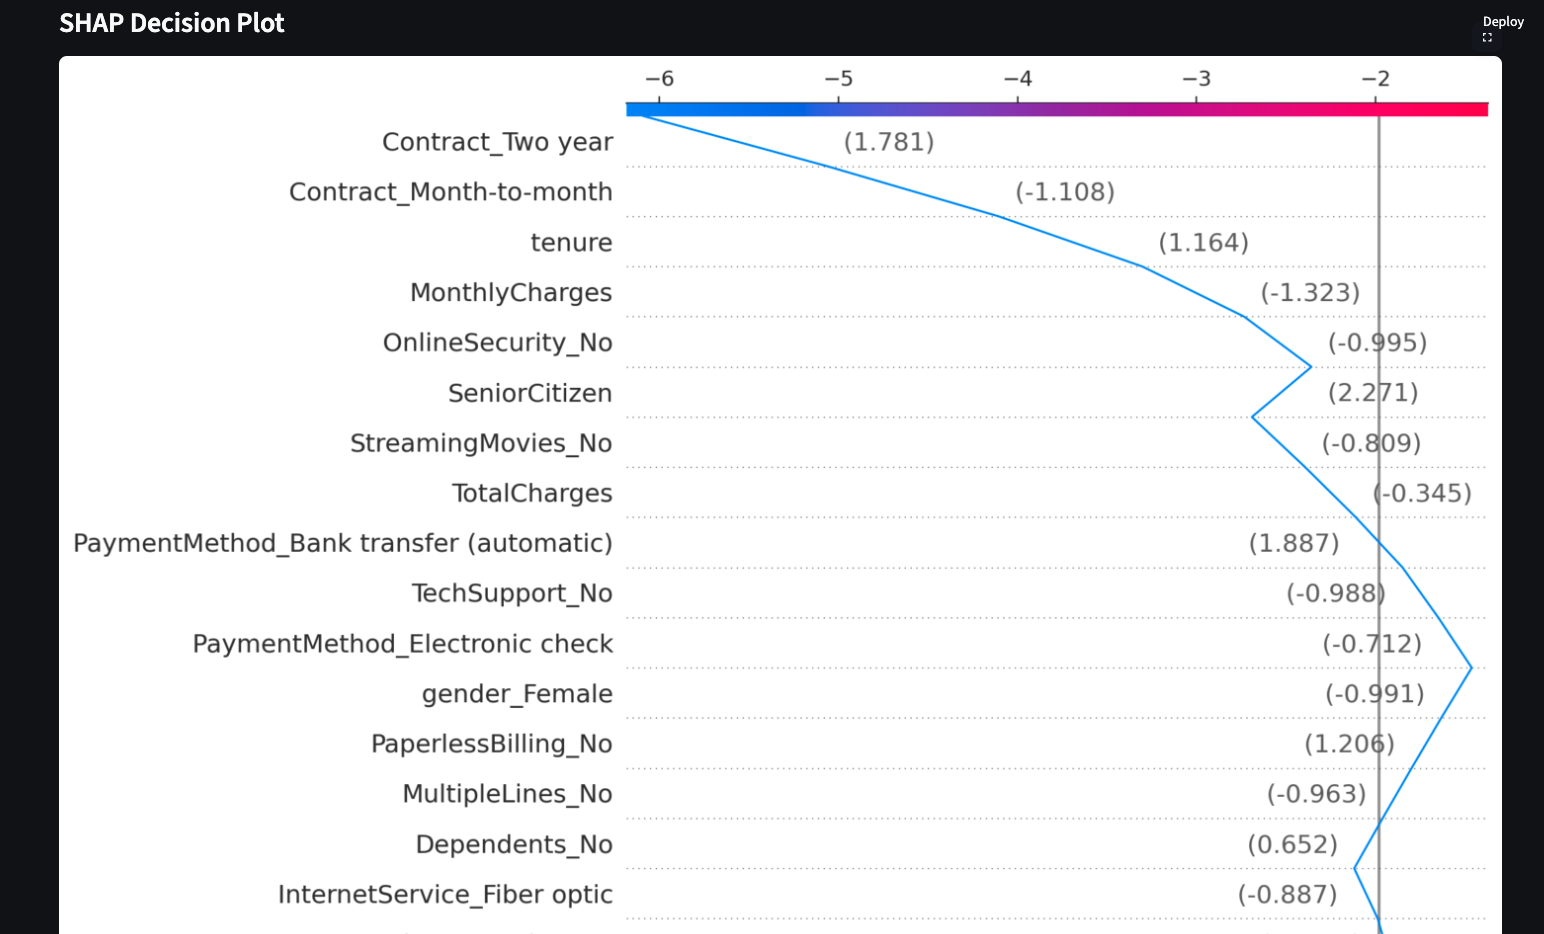 SHAP Decision Plot
Deploy
−6 −5 −4 −3 −2
Contract_Two year (1.781)
Contract_Month-to-month (-1.108)
tenure (1.164)
MonthlyCharges (-1.323)
OnlineSecurity_No (-0.995)
SeniorCitizen (2.271)
StreamingMovies_No (-0.809)
TotalCharges (-0.345)
PaymentMethod_Bank transfer (automatic) (1.887)
TechSupport_No (-0.988)
PaymentMethod_Electronic check (-0.712)
gender_Female (-0.991)
PaperlessBilling_No (1.206)
MultipleLines_No (-0.963)
Dependents_No (0.652)
InternetService_Fiber optic (-0.887)